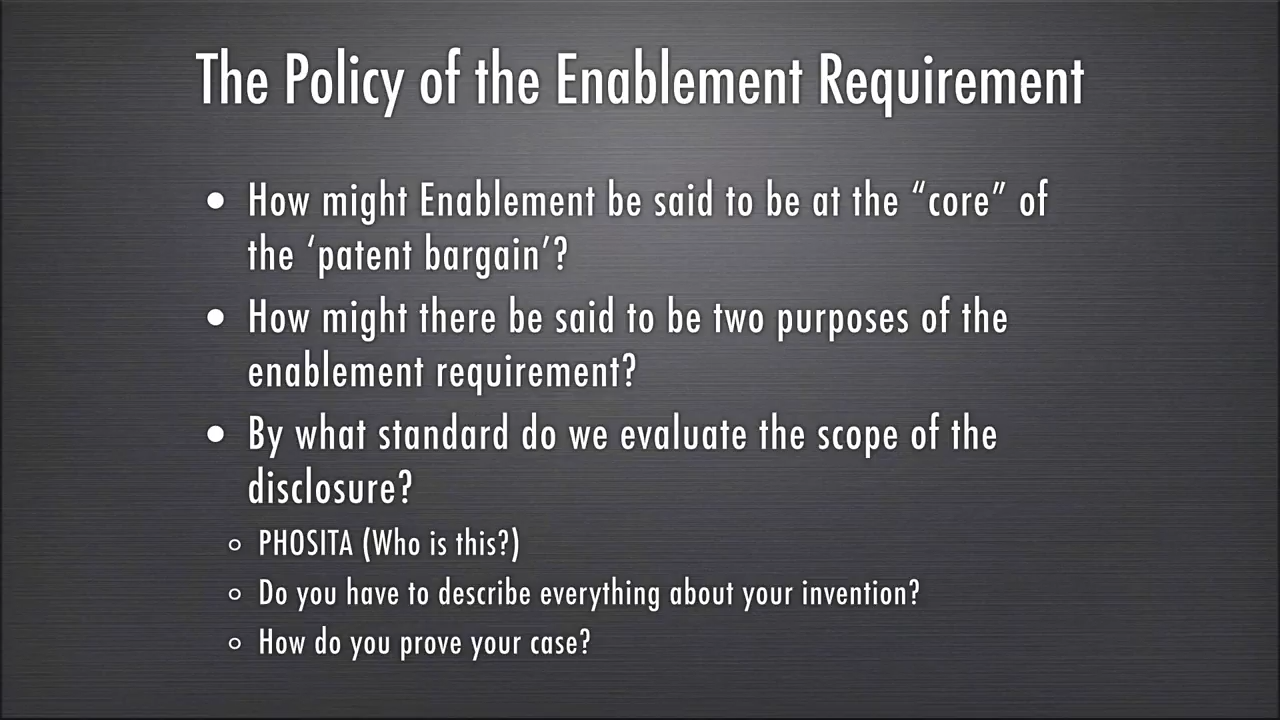 The Policy of the Enablement Requirement
• How might Enablement be said to be at the “core” of
the ‘patent bargain’?
• How might there be said to be two purposes of the
enablement requirement?
• By what standard do we evaluate the scope of the
disclosure?
○ PHOSITA (Who is this?)
○ Do you have to describe everything about your invention?
○ How do you prove your case?